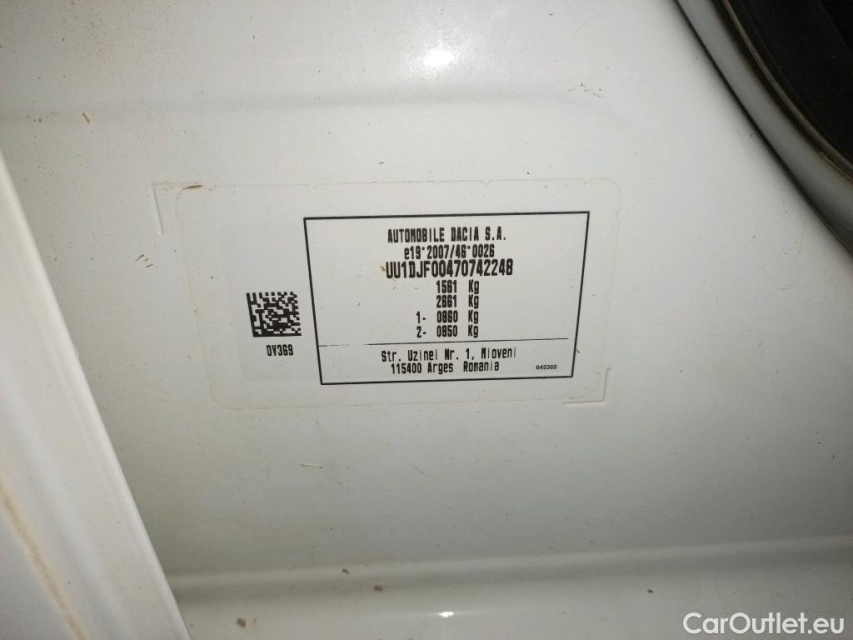 AUTOMOBILE DACIA S.A.
e19*2007/46*0026
UU1DJF00470742248
1561 Kg
2661 Kg
1- 0860 Kg
2- 0850 Kg
0V369
Str. Uzinei Nr. 1, Mioveni
115400 Arges Romania
CarOutlet.eu